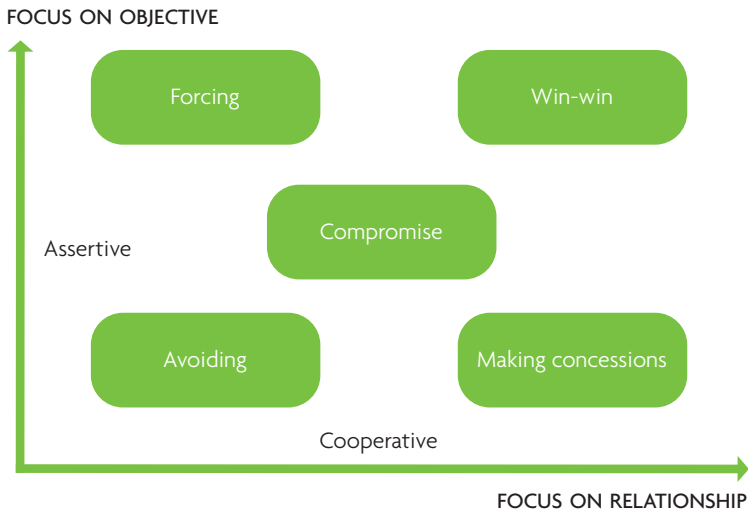 FOCUS ON OBJECTIVE
Forcing
Win-win
Compromise
Assertive
Avoiding
Making concessions
Cooperative
FOCUS ON RELATIONSHIP